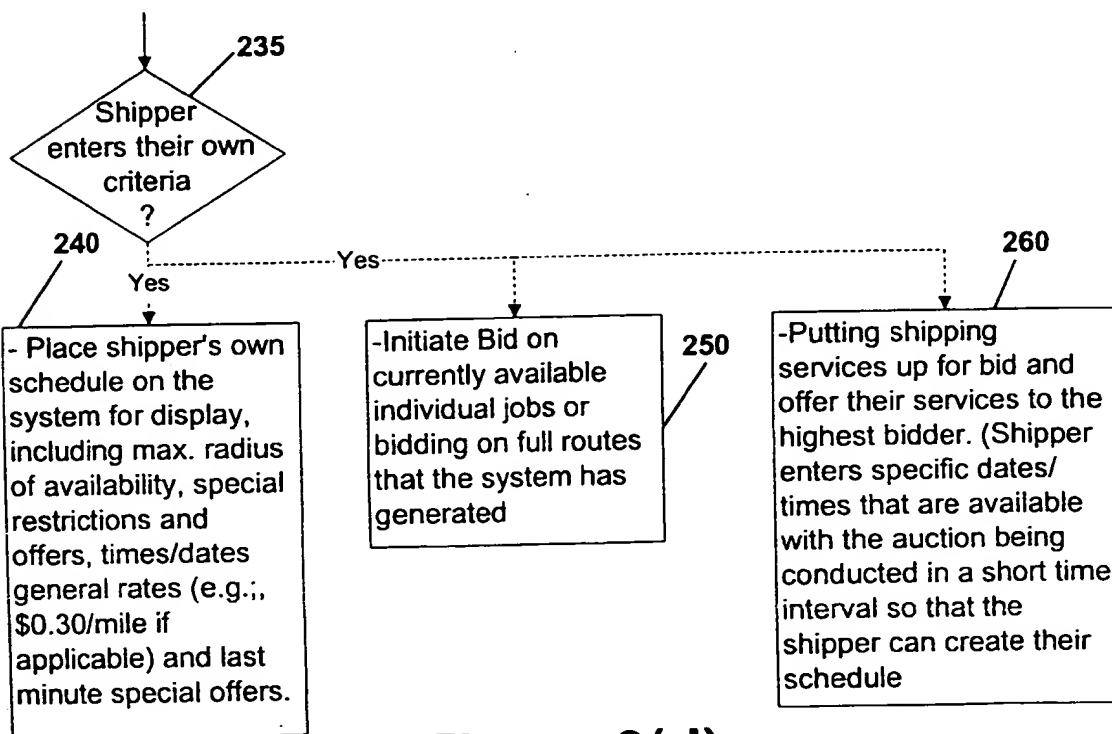 235
Shipper
enters their own
criteria
?
240
Yes
Yes
250
260
- Place shipper's own
schedule on the
system for display,
including max. radius
of availability, special
restrictions and
offers, times/dates
general rates (e.g.;,
$0.30/mile if
applicable) and last
minute special offers.
-Initiate Bid on
currently available
individual jobs or
bidding on full routes
that the system has
generated
-Putting shipping
services up for bid and
offer their services to the
highest bidder. (Shipper
enters specific dates/
times that are available
with the auction being
conducted in a short time
interval so that the
shipper can create their
schedule